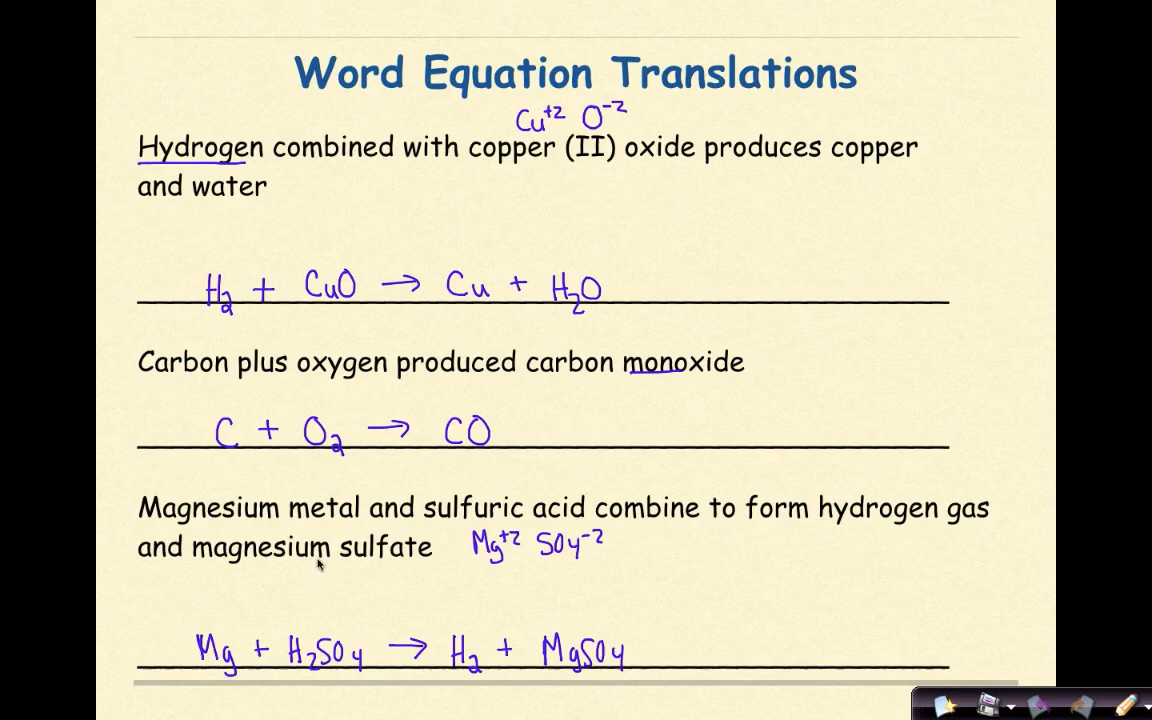 Word Equation Translations
Cu⁺² O⁻²
Hydrogen combined with copper (II) oxide produces copper
and water
H₂ + CuO → Cu + H₂O
Carbon plus oxygen produced carbon monoxide
C + O₂ → CO
Magnesium metal and sulfuric acid combine to form hydrogen gas
and magnesium sulfate Mg⁺² SO₄⁻²
Mg + H₂SO₄ → H₂ + MgSO₄